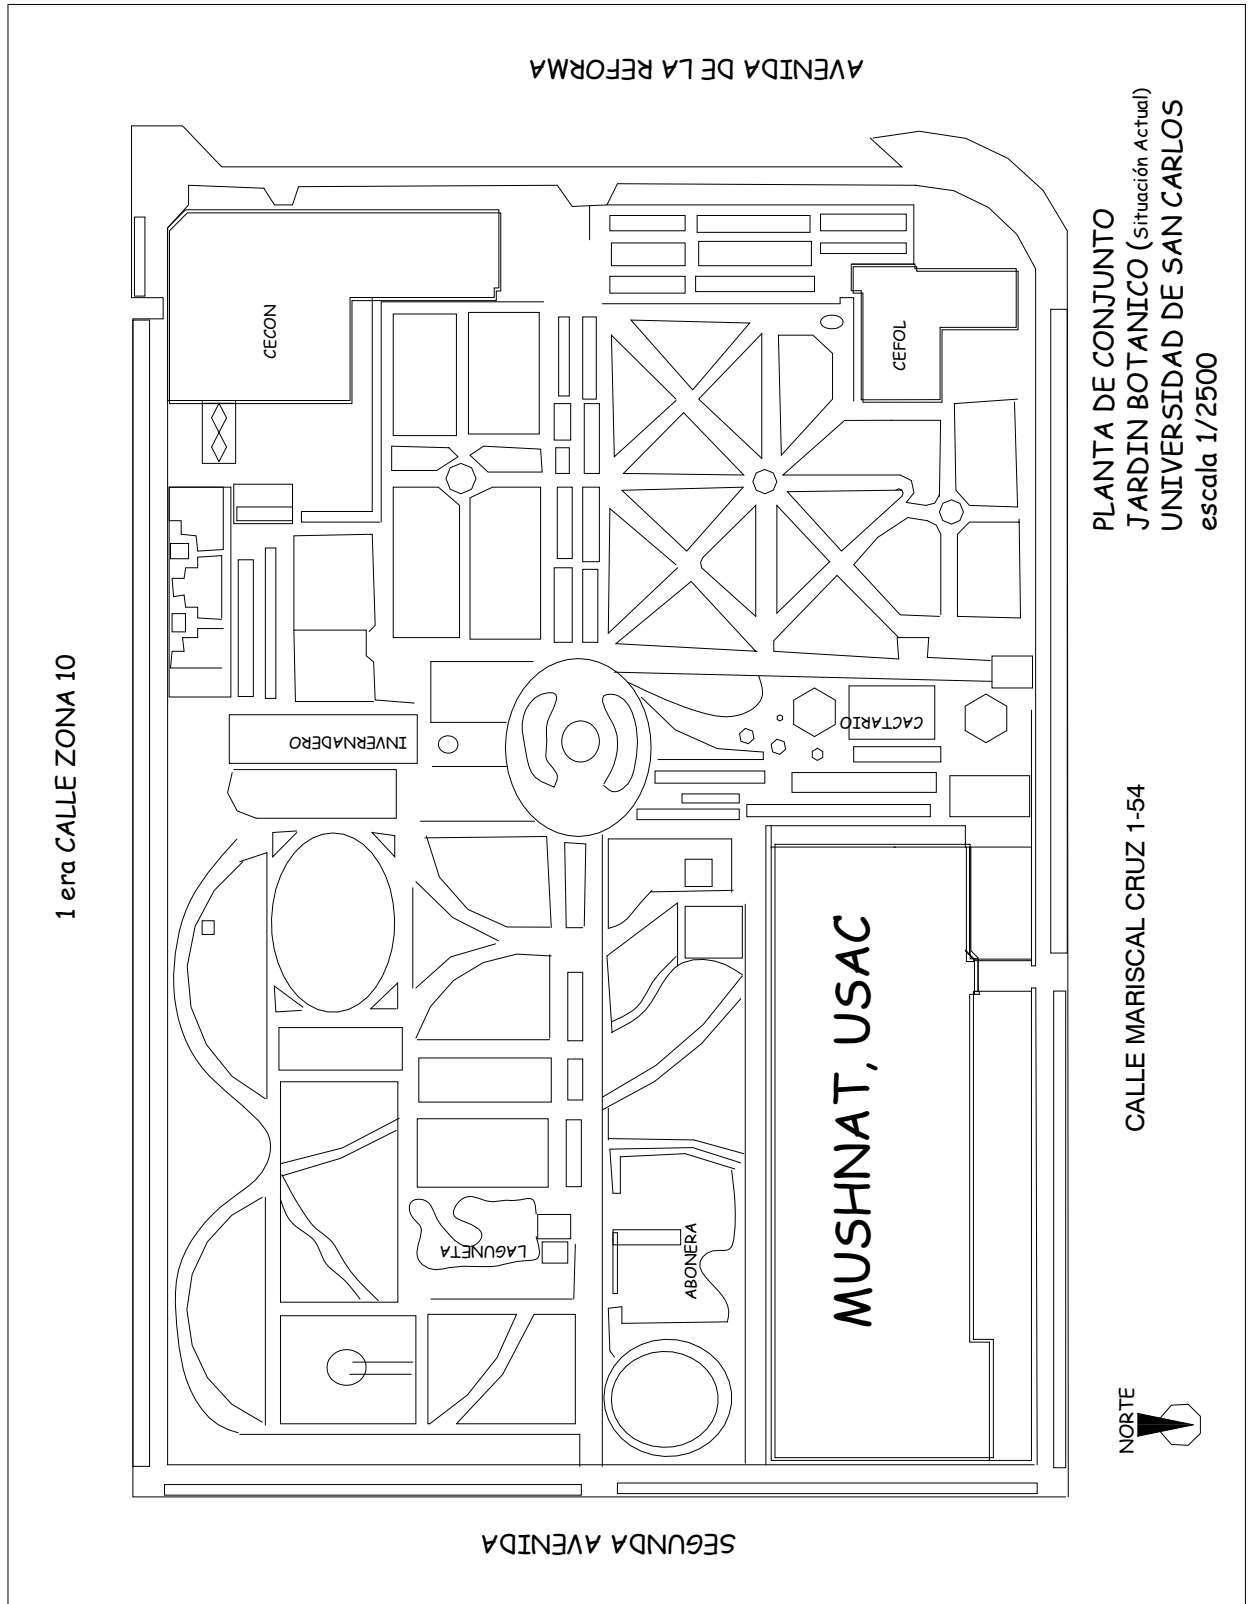 AVENIDA DE LA REFORMA
PLANTA DE CONJUNTO
JARDIN BOTANICO (Situación Actual)
UNIVERSIDAD DE SAN CARLOS
escala 1/2500
CECON
CEFOL
1 era CALLE ZONA 10
INVERNADERO
CACTARIO
MUSHNAT, USAC
CALLE MARISCAL CRUZ 1-54
LAGUNETA
ABONERA
NORTE
SEGUNDA AVENIDA